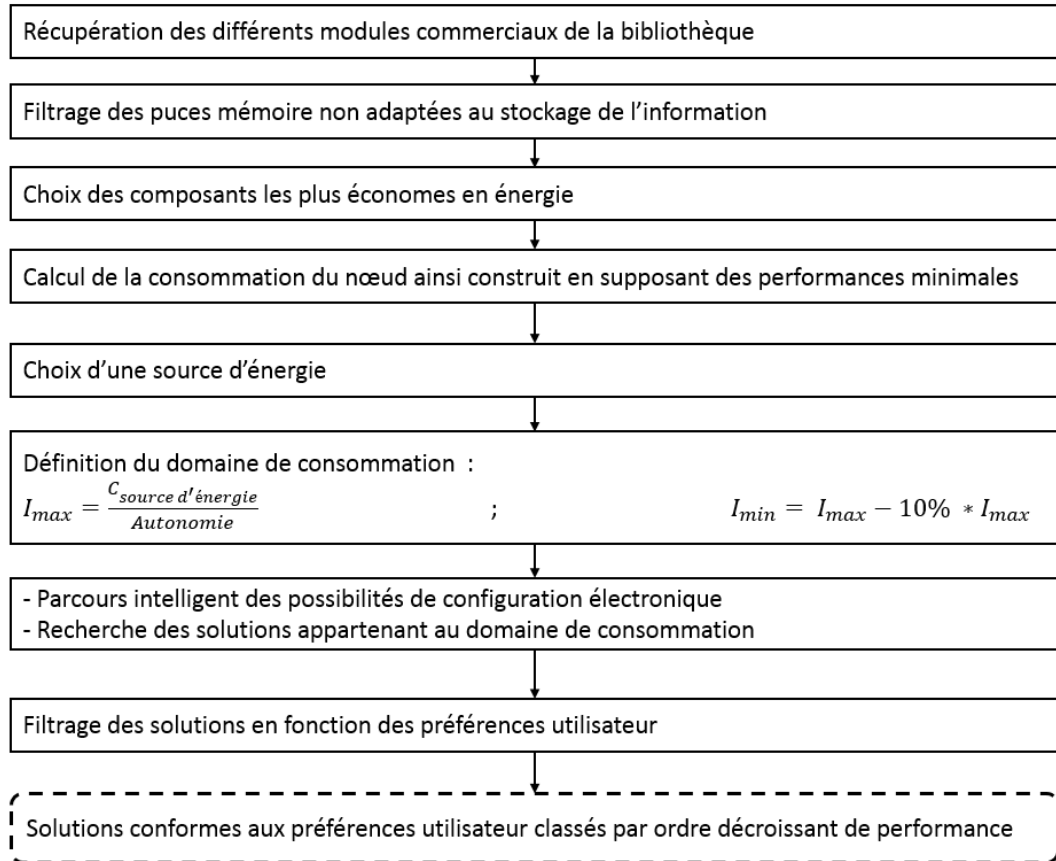 Récupération des différents modules commerciaux de la bibliothèque
Filtrage des puces mémoire non adaptées au stockage de l’information
Choix des composants les plus économes en énergie
Calcul de la consommation du nœud ainsi construit en supposant des performances minimales
Choix d’une source d’énergie
Définition du domaine de consommation :
I_max = C_source d'énergie / Autonomie ; I_min = I_max − 10% * I_max
- Parcours intelligent des possibilités de configuration électronique
- Recherche des solutions appartenant au domaine de consommation
Filtrage des solutions en fonction des préférences utilisateur
Solutions conformes aux préférences utilisateur classés par ordre décroissant de performance